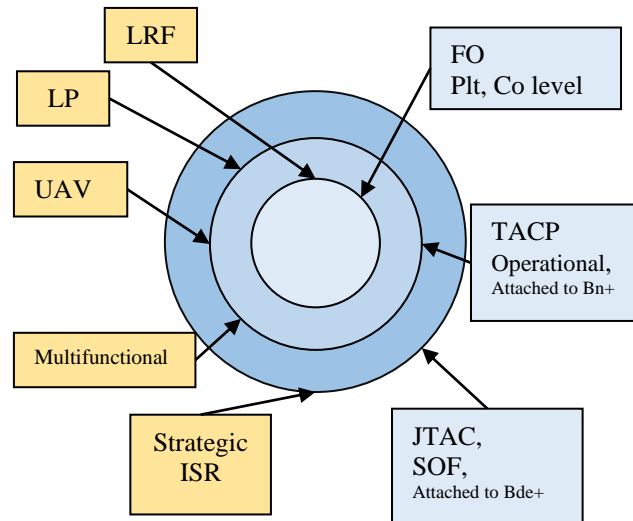 LRF
LP
UAV
Multifunctional
Strategic
ISR
FO
Plt, Co level
TACP
Operational,
Attached to Bn+
JTAC,
SOF,
Attached to Bde+